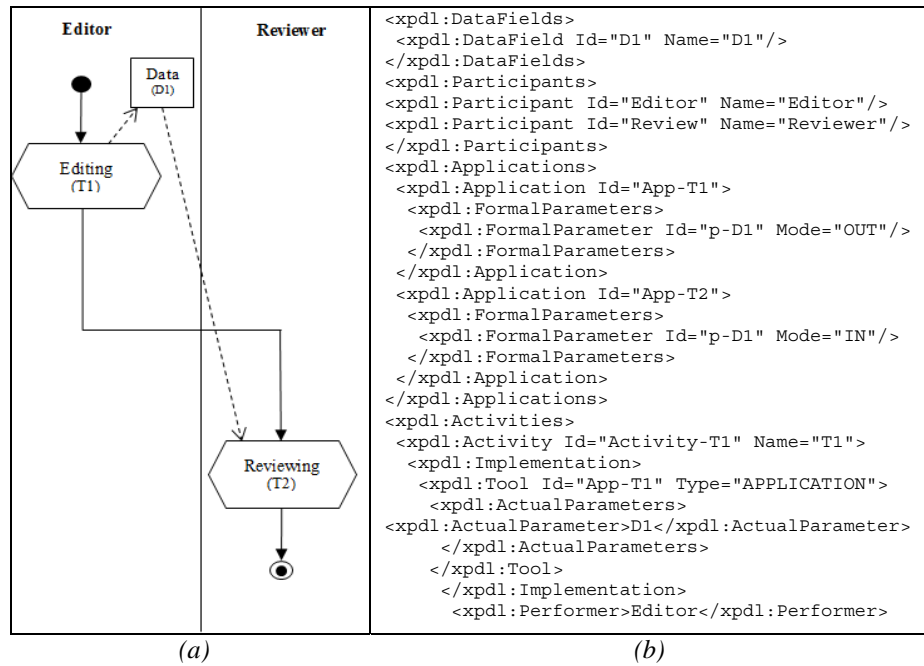 Editor
Reviewer
Data
(D1)
Editing
(T1)
Reviewing
(T2)
<xpdl:DataFields>
<xpdl:DataField Id="D1" Name="D1"/>
</xpdl:DataFields>
<xpdl:Participants>
<xpdl:Participant Id="Editor" Name="Editor"/>
<xpdl:Participant Id="Review" Name="Reviewer"/>
</xpdl:Participants>
<xpdl:Applications>
<xpdl:Application Id="App-T1">
<xpdl:FormalParameters>
<xpdl:FormalParameter Id="p-D1" Mode="OUT"/>
</xpdl:FormalParameters>
</xpdl:Application>
<xpdl:Application Id="App-T2">
<xpdl:FormalParameters>
<xpdl:FormalParameter Id="p-D1" Mode="IN"/>
</xpdl:FormalParameters>
</xpdl:Application>
</xpdl:Applications>
<xpdl:Activities>
<xpdl:Activity Id="Activity-T1" Name="T1">
<xpdl:Implementation>
<xpdl:Tool Id="App-T1" Type="APPLICATION">
<xpdl:ActualParameters>
<xpdl:ActualParameter>D1</xpdl:ActualParameter>
</xpdl:ActualParameters>
</xpdl:Tool>
</xpdl:Implementation>
<xpdl:Performer>Editor</xpdl:Performer>
(a)
(b)